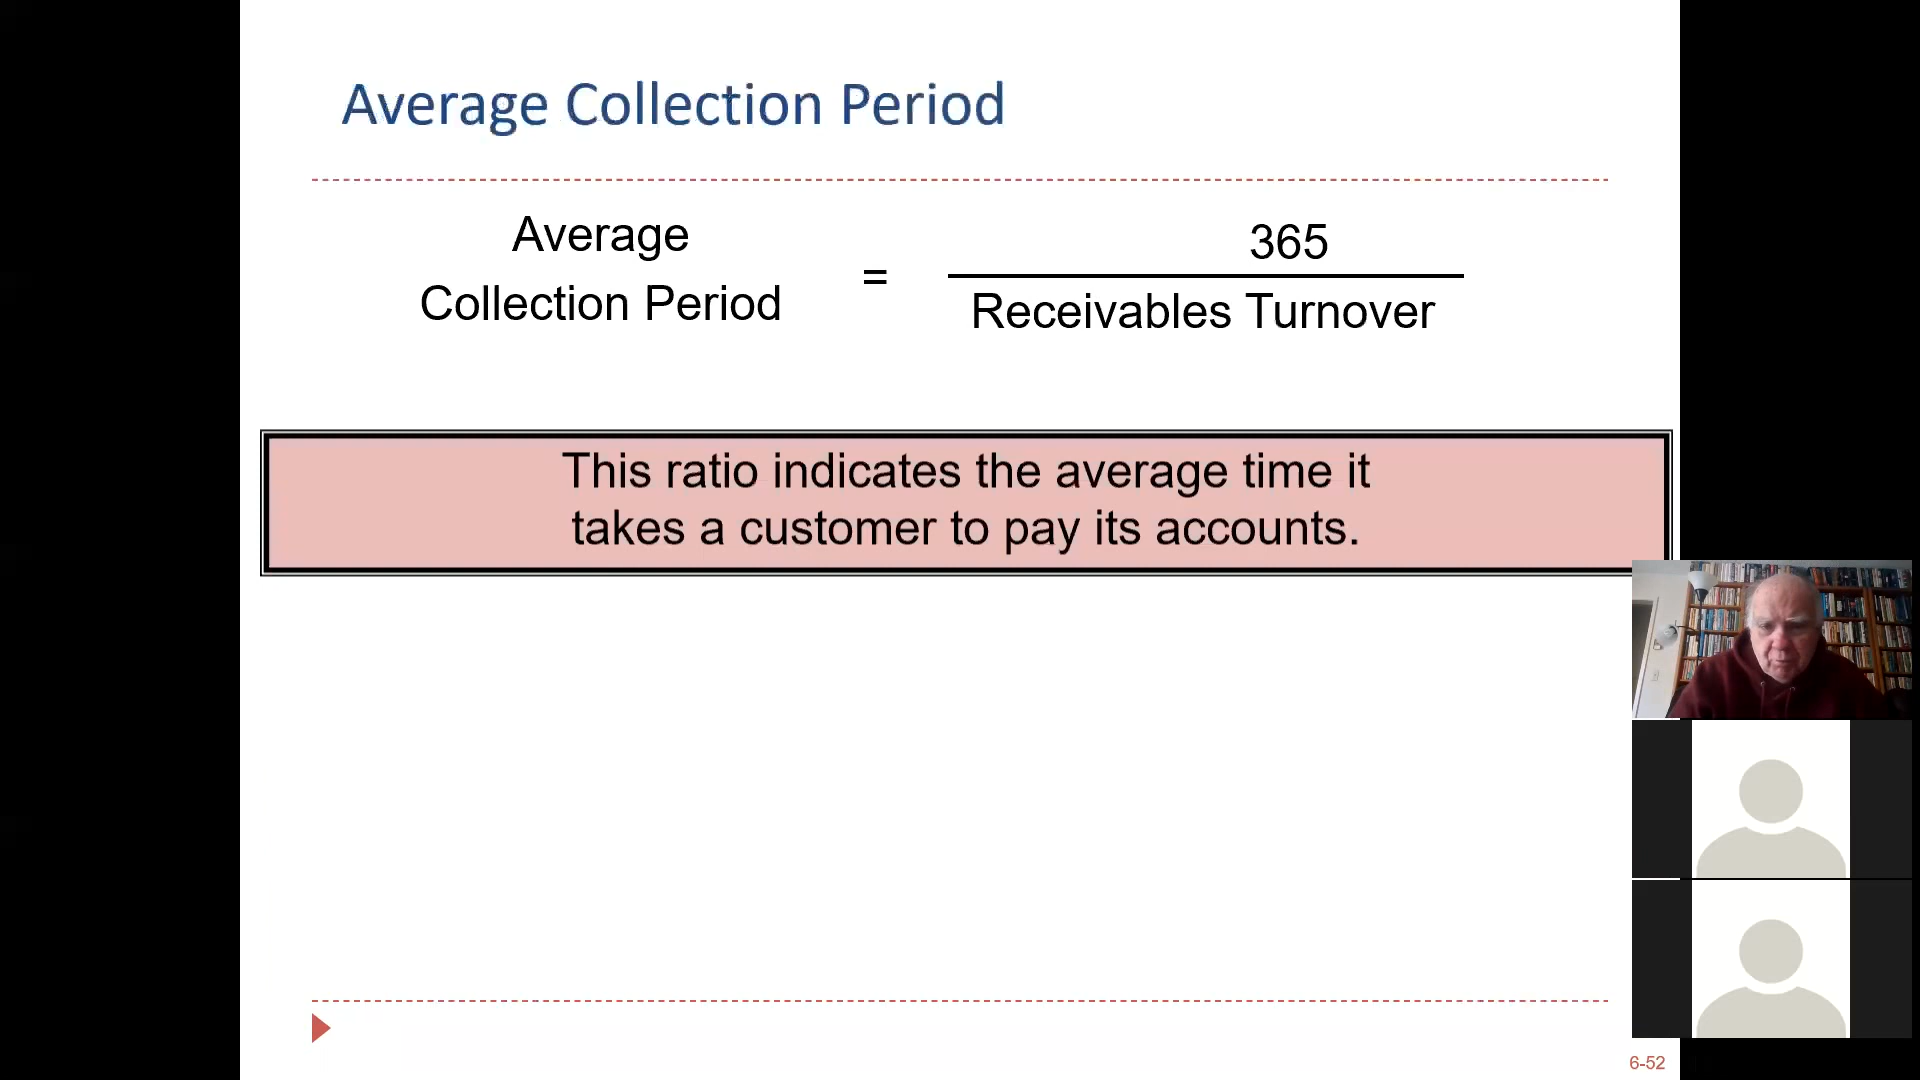 Average Collection Period
Average
Collection Period
=
365
Receivables Turnover
This ratio indicates the average time it
takes a customer to pay its accounts.
6-52